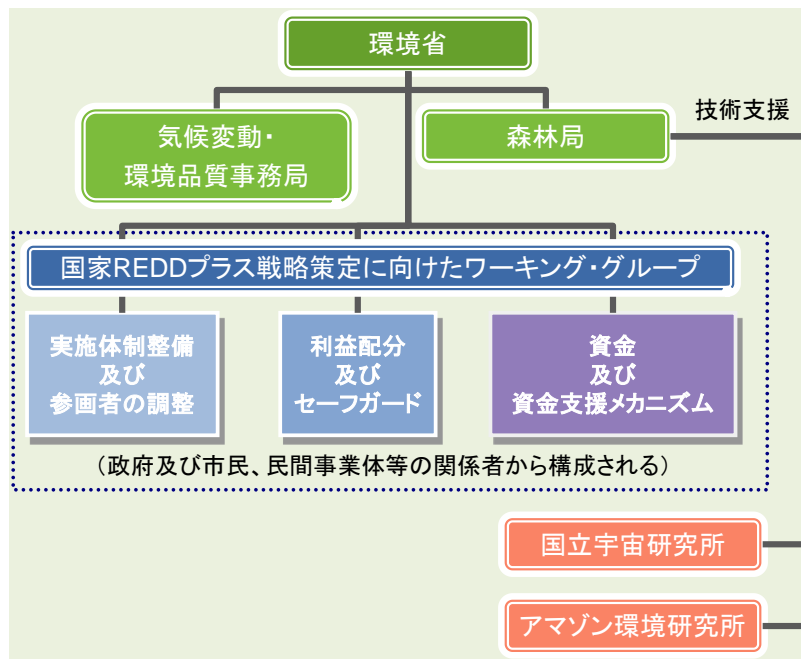 環境省
気候変動・
環境品質事務局
森林局
技術支援
国家REDDプラス戦略策定に向けたワーキング・グループ
実施体制整備
及び
参画者の調整
利益配分
及び
セーフガード
資金
及び
資金支援メカニズム
（政府及び市民、民間事業体等の関係者から構成される）
国立宇宙研究所
アマゾン環境研究所